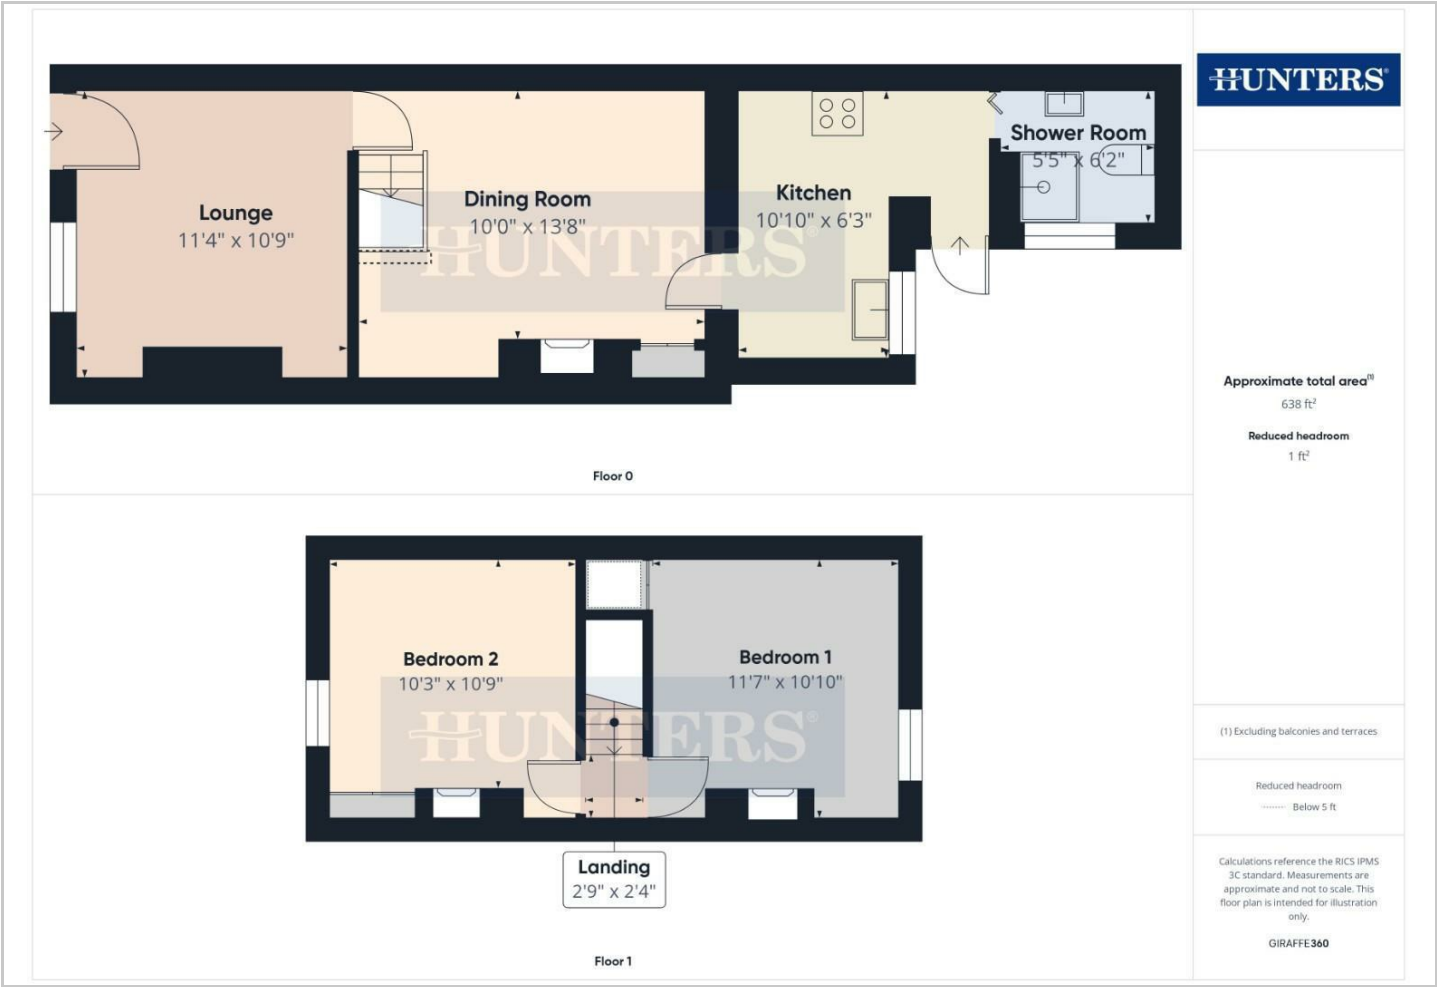 HUNTERS®
Lounge
11'4" x 10'9"
Dining Room
10'0" x 13'8"
Kitchen
10'10" x 6'3"
Shower Room
5'5" x 6'2"
HUNTERS®
Floor 0
Approximate total area(1)
638 ft²
Reduced headroom
1 ft²
Bedroom 2
10'3" x 10'9"
Bedroom 1
11'7" x 10'10"
HUNTERS®
Landing
2'9" x 2'4"
Floor 1
(1) Excluding balconies and terraces
Reduced headroom
Below 5 ft
Calculations reference the RICS IPMS
3C standard. Measurements are
approximate and not to scale. This
floor plan is intended for illustration
only.
GIRAFFE360